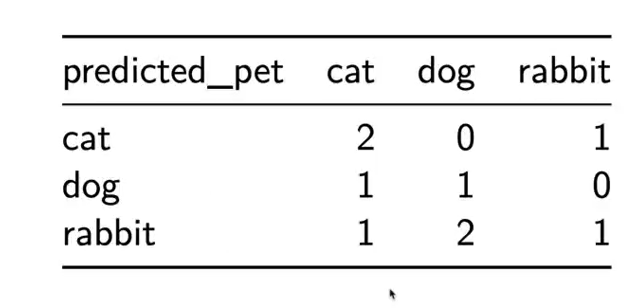 predicted_pet cat dog rabbit
cat 2 0 1
dog 1 1 0
rabbit 1 2 1